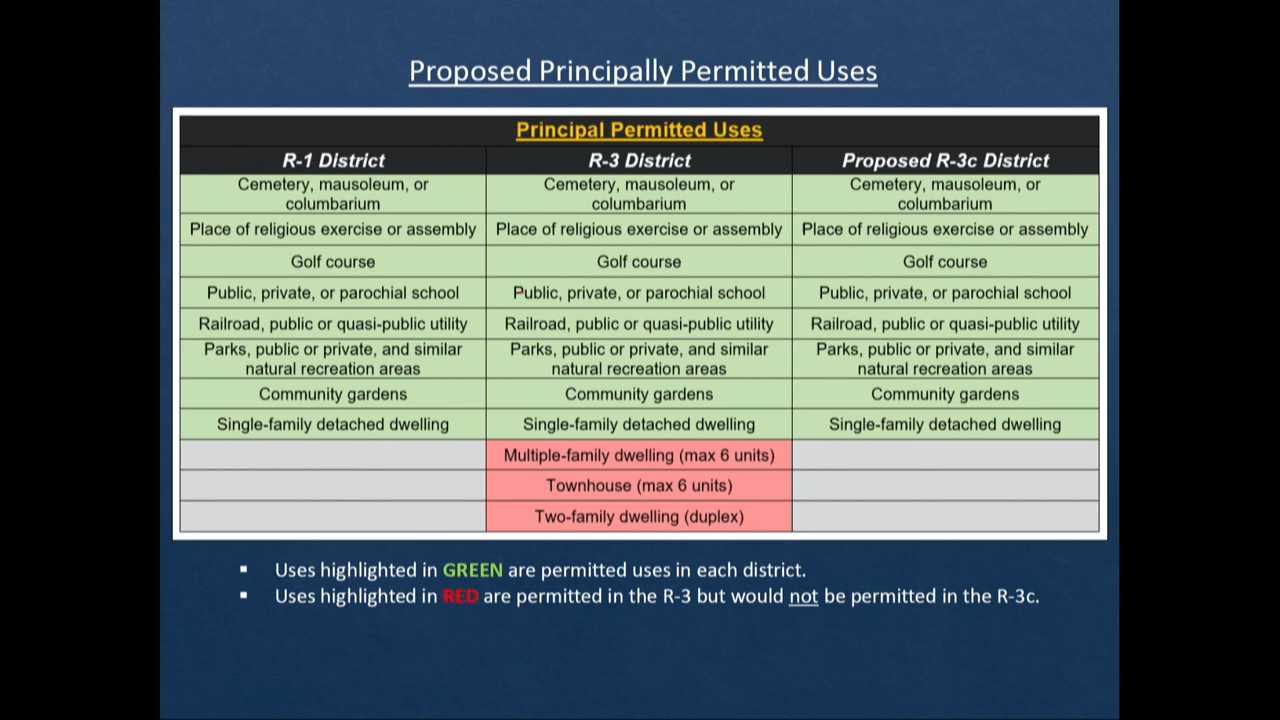 Proposed Principally Permitted Uses
Principal Permitted Uses
R-1 District R-3 District Proposed R-3c District
Cemetery, mausoleum, or columbarium Cemetery, mausoleum, or columbarium Cemetery, mausoleum, or columbarium
Place of religious exercise or assembly Place of religious exercise or assembly Place of religious exercise or assembly
Golf course Golf course Golf course
Public, private, or parochial school Public, private, or parochial school Public, private, or parochial school
Railroad, public or quasi-public utility Railroad, public or quasi-public utility Railroad, public or quasi-public utility
Parks, public or private, and similar natural recreation areas Parks, public or private, and similar natural recreation areas Parks, public or private, and similar natural recreation areas
Community gardens Community gardens Community gardens
Single-family detached dwelling Single-family detached dwelling Single-family detached dwelling
Multiple-family dwelling (max 6 units)
Townhouse (max 6 units)
Two-family dwelling (duplex)
▪ Uses highlighted in GREEN are permitted uses in each district.
▪ Uses highlighted in RED are permitted in the R-3 but would not be permitted in the R-3c.